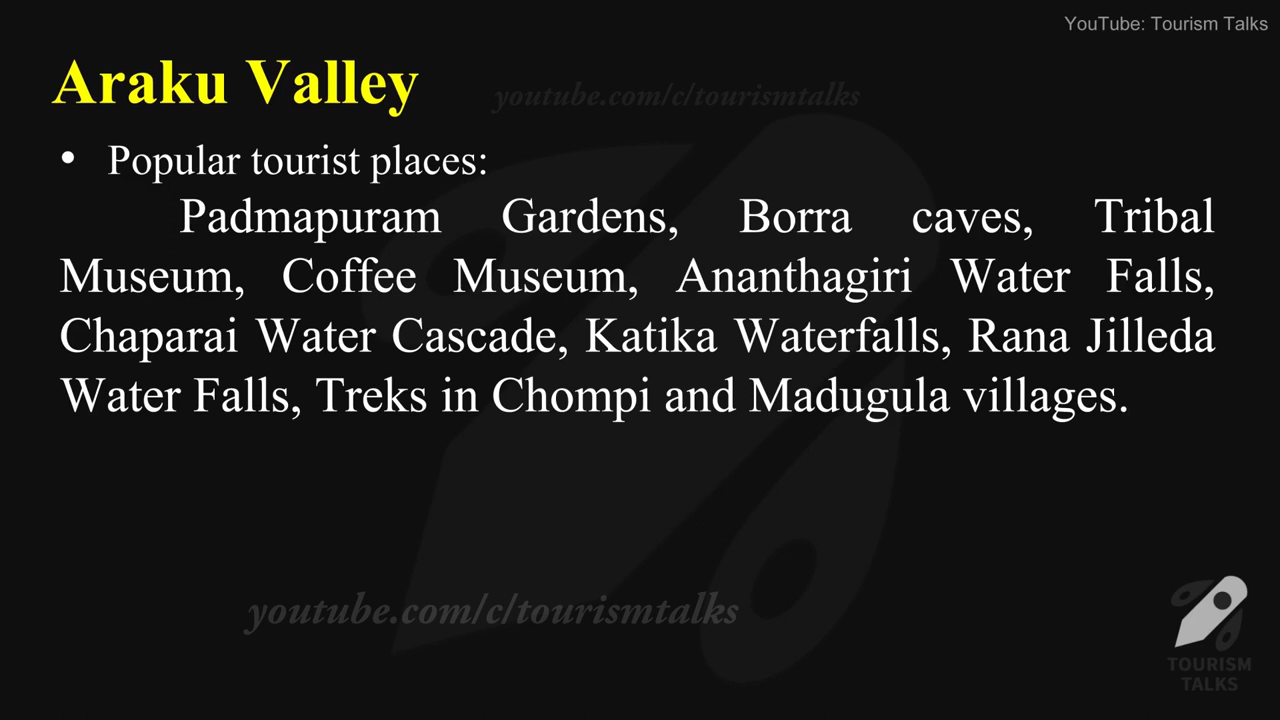 YouTube: Tourism Talks
Araku Valley
youtube.com/c/tourismtalks
• Popular tourist places:
Padmapuram Gardens, Borra caves, Tribal
Museum, Coffee Museum, Ananthagiri Water Falls,
Chaparai Water Cascade, Katika Waterfalls, Rana Jilleda
Water Falls, Treks in Chompi and Madugula villages.
youtube.com/c/tourismtalks
TOURISM
TALKS